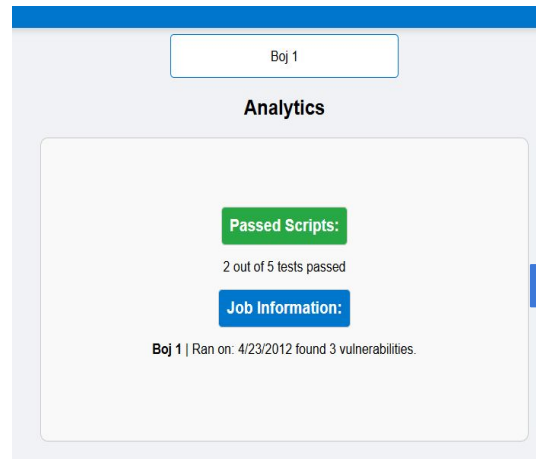 Boj 1
Analytics
Passed Scripts:
2 out of 5 tests passed
Job Information:
Boj 1 | Ran on: 4/23/2012 found 3 vulnerabilities.